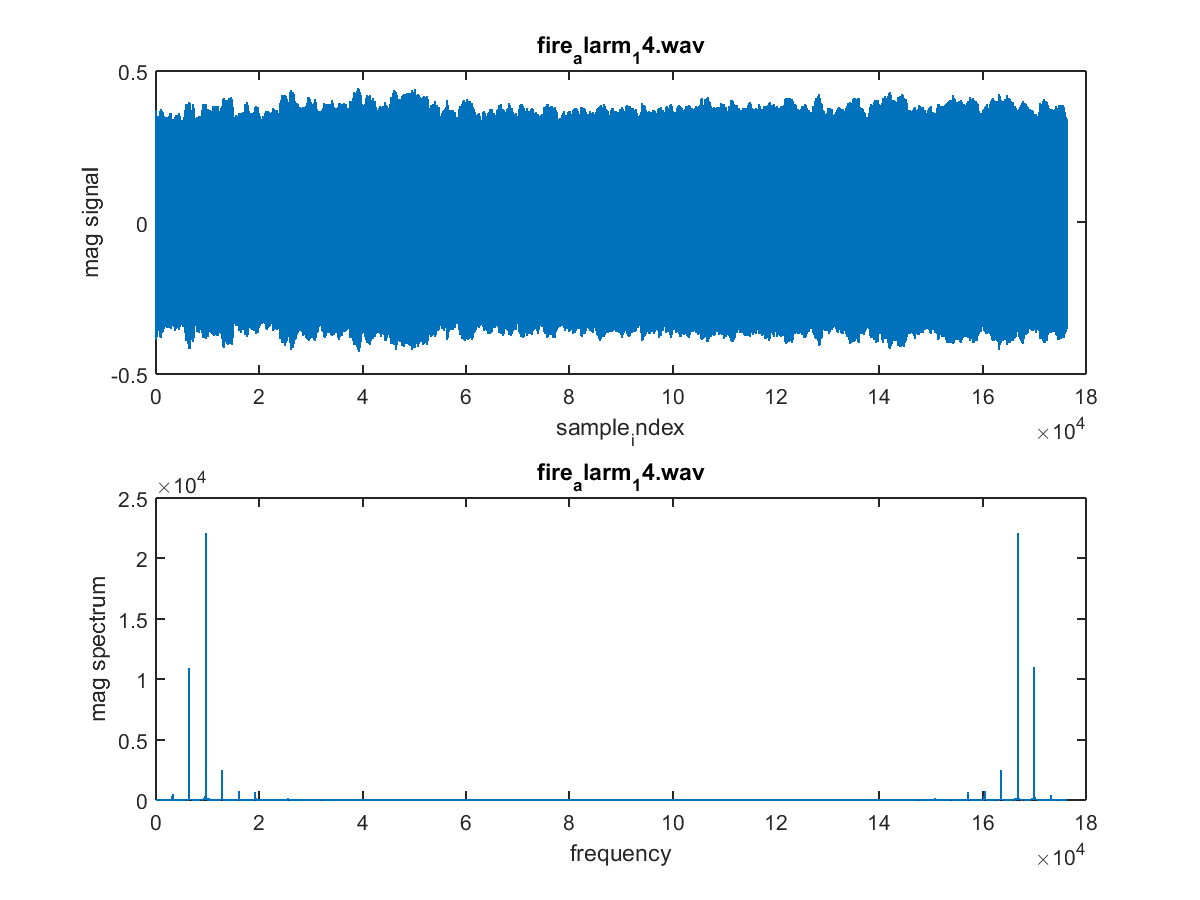 fire_alarm_14.wav
0.5
0
-0.5
mag signal
0 2 4 6 8 10 12 14 16 18
×10^4
sample_index
fire_alarm_14.wav
×10^4
2.5
2
1.5
1
0.5
0
mag spectrum
0 2 4 6 8 10 12 14 16 18
frequency
×10^4